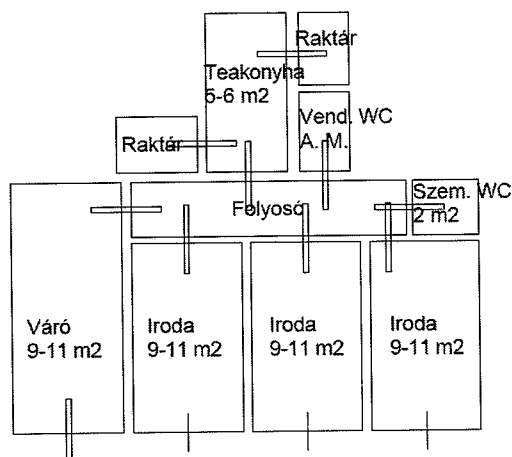 Raktár
Teakonyha
5-6 m2
Vend. WC
A. M.
Raktár
Szem. WC
2 m2
Folyosó
Váró
9-11 m2
Iroda
9-11 m2
Iroda
9-11 m2
Iroda
9-11 m2